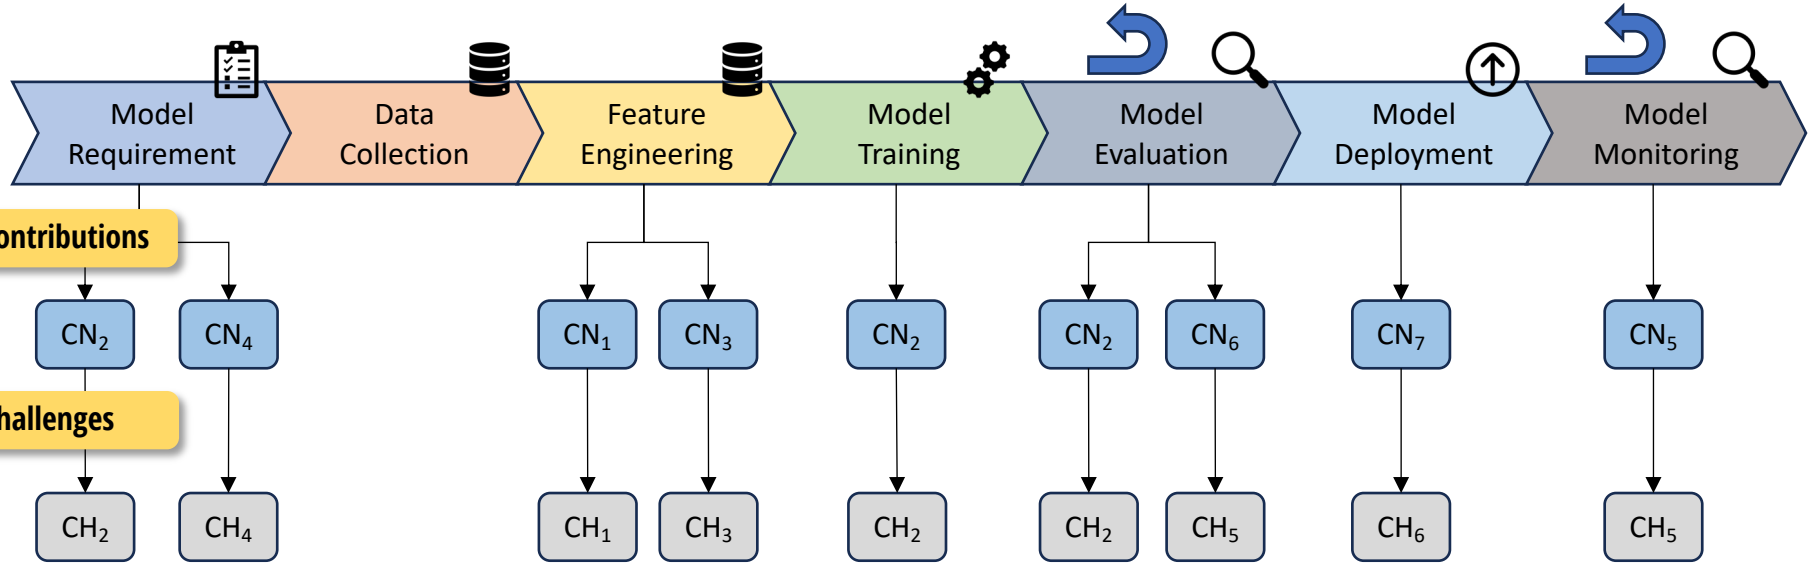 Model
Requirement
Data
Collection
Feature
Engineering
Model
Training
Model
Evaluation
Model
Deployment
Model
Monitoring
ontributions
CN₂
CN₄
CN₁
CN₃
CN₂
CN₂
CN₆
CN₇
CN₅
hallenges
CH₂
CH₄
CH₁
CH₃
CH₂
CH₂
CH₅
CH₆
CH₅